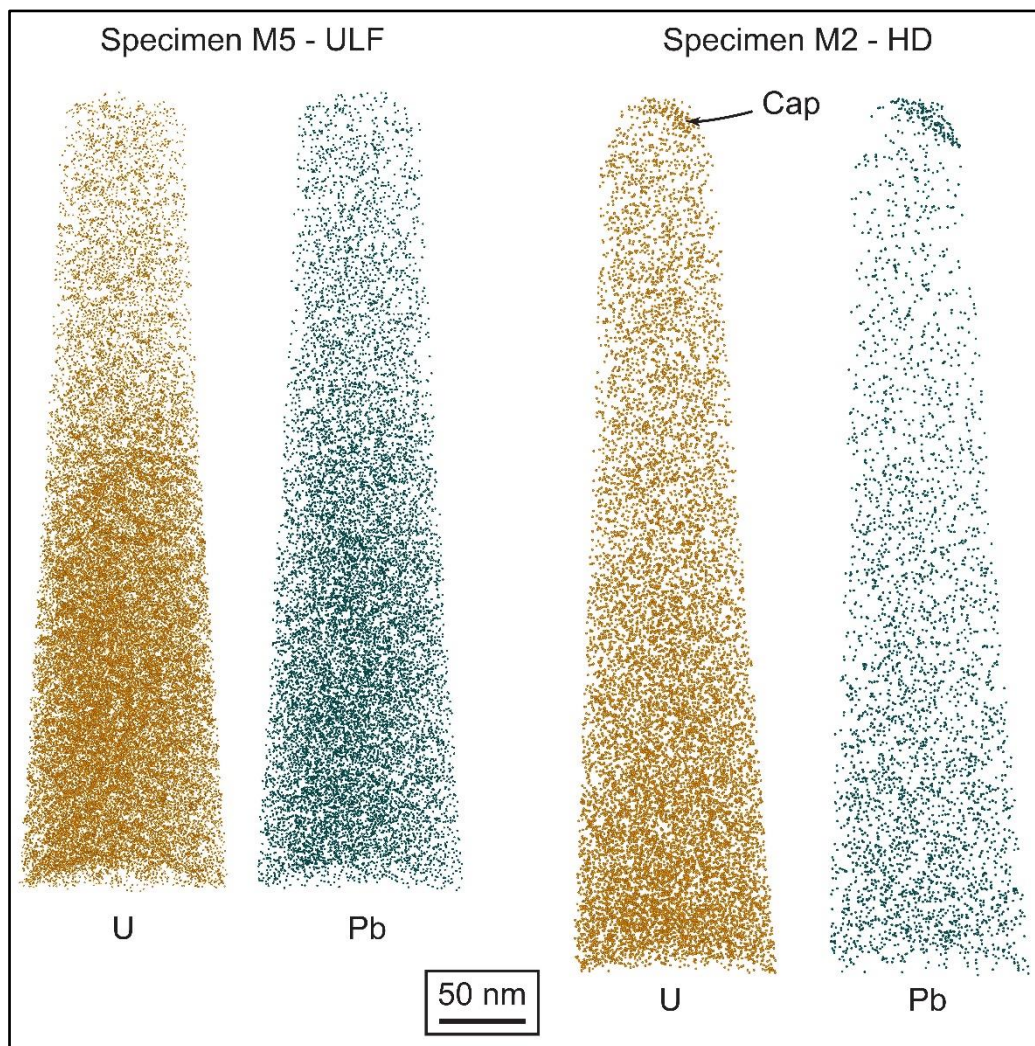 Specimen M5 - ULF
Specimen M2 - HD
Cap
U
Pb
50 nm
U
Pb